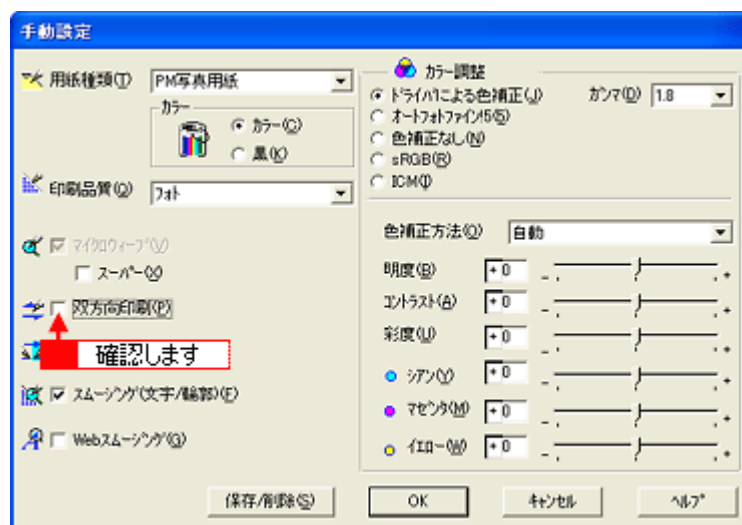 手動設定
用紙種類(T)
PM写真用紙
カラー
カラー(C)
黒(K)
印刷品質(Q)
フォト
マイクロウィーブ(V)
スーパー(X)
双方向印刷(P)
確認します
スムージング(文字/輪郭)(E)
Webスムージング(G)
カラー調整
ドライバによる色補正(J)
ガンマ(D)
1.8
オートフォトファイン!5(5)
色補正なし(N)
sRGB(R)
ICM(I)
色補正方法(O)
自動
明度(B)
+ 0
- +
コントラスト(A)
+ 0
- +
彩度(U)
+ 0
- +
シアン(Y)
+ 0
- +
マゼンタ(M)
+ 0
- +
イエロー(W)
+ 0
- +
保存/削除(S)
OK
キャンセル
ヘルプ